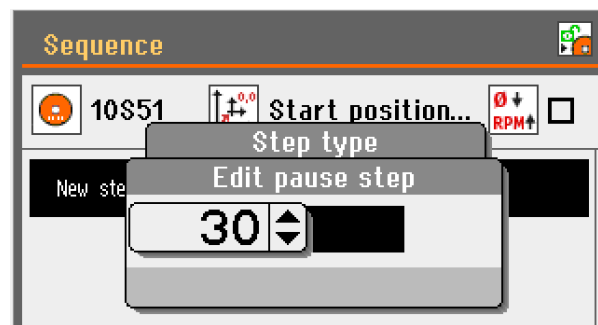 Sequence
10S51 0,0 Start position... Ø RPM
Step type
New ste
Edit pause step
30